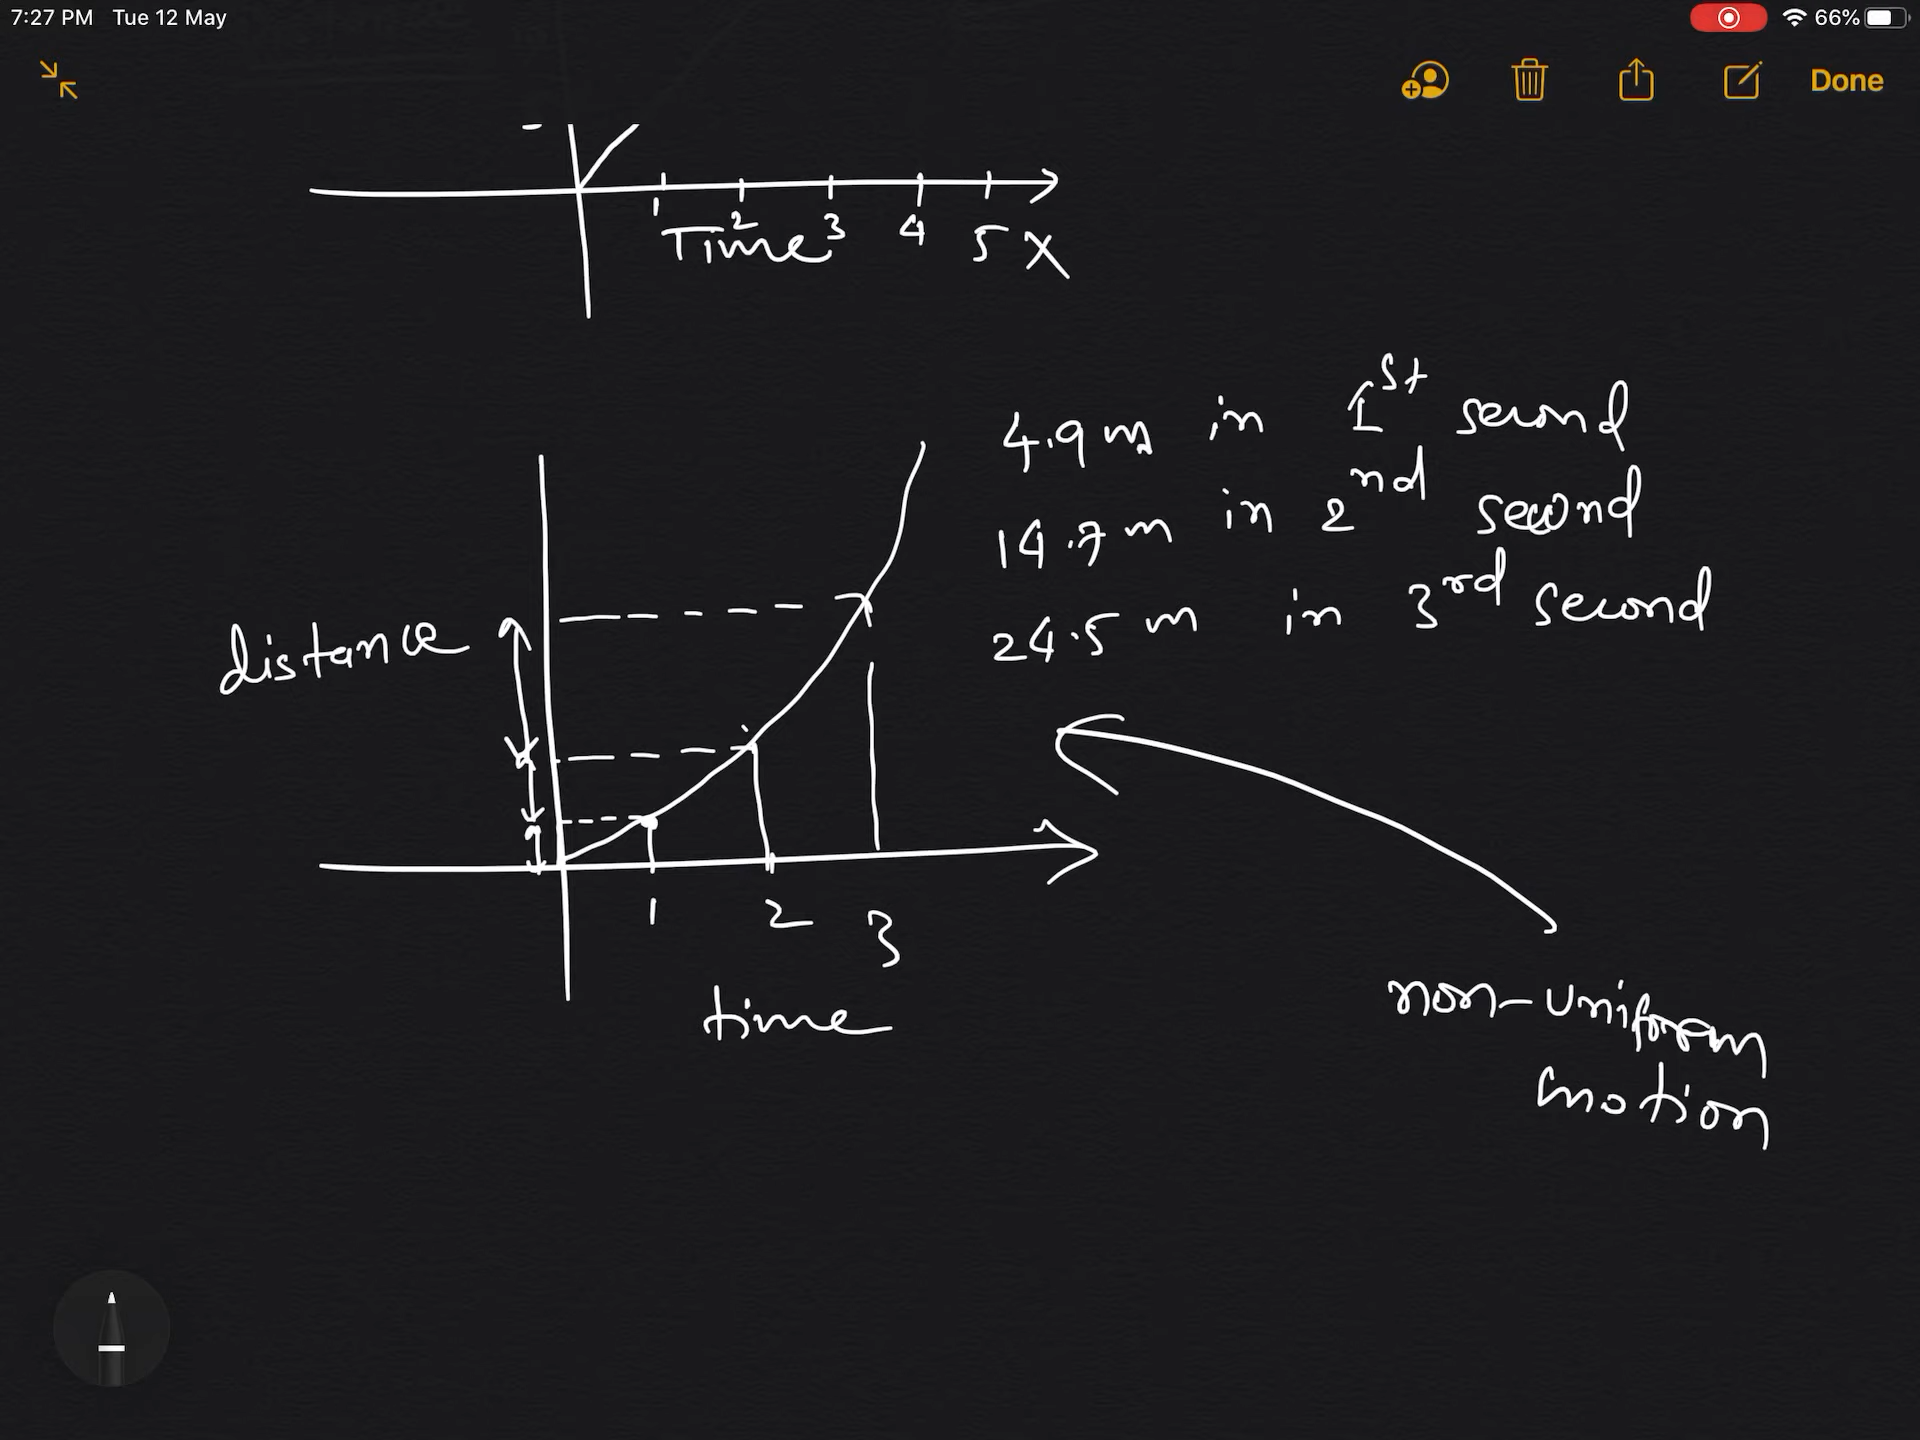 7:27 PM Tue 12 May
66%
Done
1 2 3 4 5 X
Time
4.9 m in 1st second
14.7 m in 2nd second
24.5 m in 3rd second
distance
1 2 3
time
non-uniform
motion